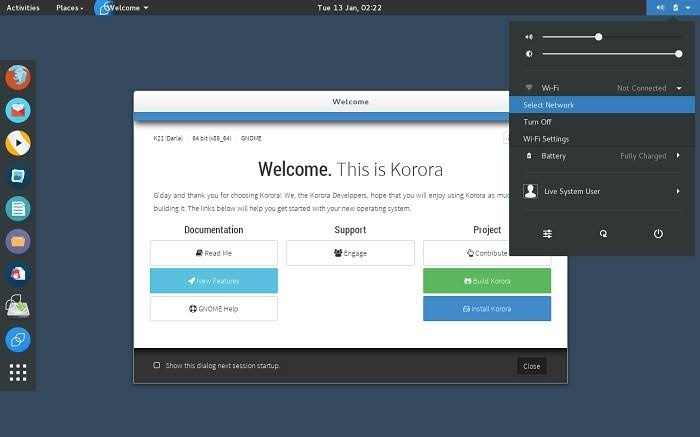 Activities Places Welcome Tue 13 Jan, 02:22
Wi-Fi Not Connected
Select Network
Turn Off
Wi-Fi Settings
Battery Fully Charged
Live System User
Welcome
K21 (Darla) 64 bit (x86_64) GNOME
Welcome. This is Korora
G'day and thank you for choosing Korora! We, the Korora Developers, hope that you will enjoy using Korora as
building it. The links below will help you get started with your new operating system.
Documentation Support Project
Read Me Engage Contribute
New Features Build Korora
GNOME Help Install Korora
Show this dialog next session startup. Close